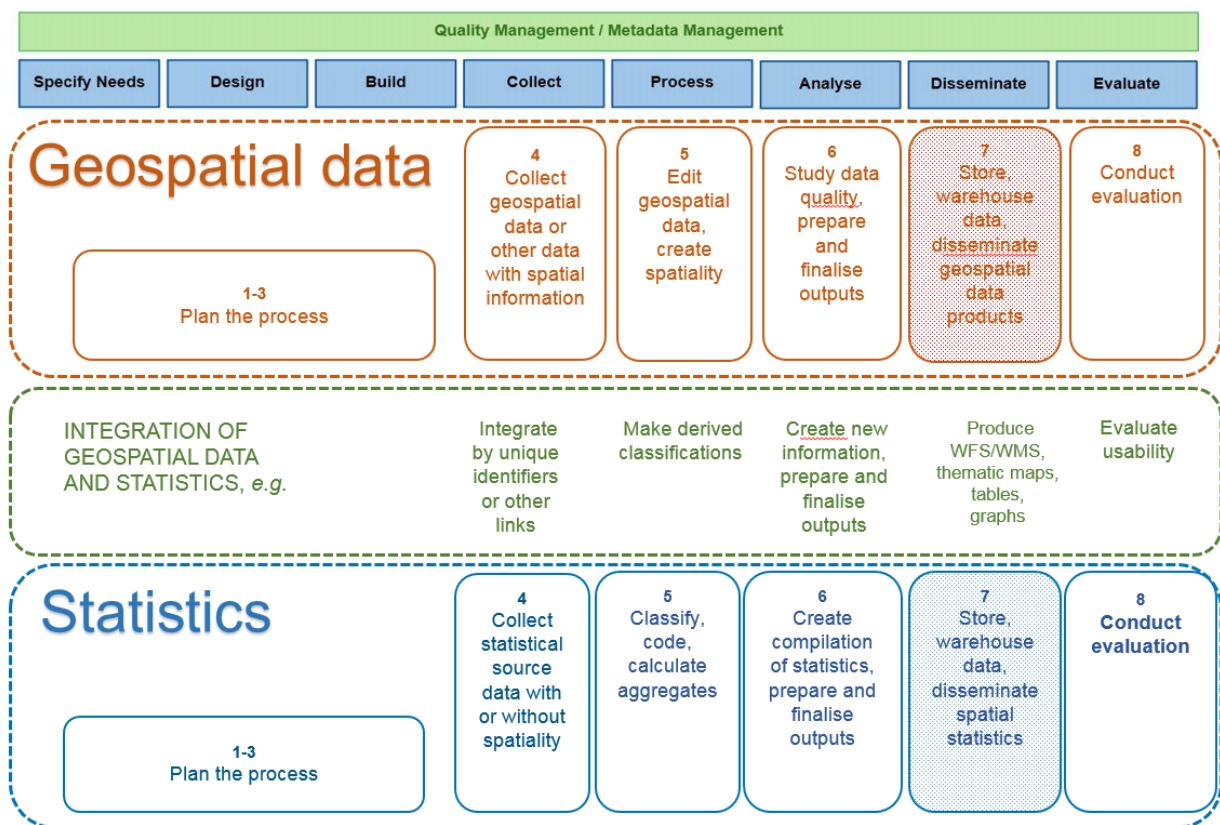 Quality Management / Metadata Management
Specify Needs
Design
Build
Collect
Process
Analyse
Disseminate
Evaluate
Geospatial data
1-3
Plan the process
4
Collect
geospatial
data or
other data
with spatial
information
5
Edit
geospatial
data,
create
spatiality
6
Study data
quality,
prepare
and
finalise
outputs
7
Store,
warehouse
data,
disseminate
geospatial
data
products
8
Conduct
evaluation
INTEGRATION OF
GEOSPATIAL DATA
AND STATISTICS, e.g.
Integrate
by unique
identifiers
or other
links
Make derived
classifications
Create new
information,
prepare and
finalise
outputs
Produce
WFS/WMS,
thematic maps,
tables,
graphs
Evaluate
usability
Statistics
1-3
Plan the process
4
Collect
statistical
source
data with
or without
spatiality
5
Classify,
code,
calculate
aggregates
6
Create
compilation
of statistics,
prepare and
finalise
outputs
7
Store,
warehouse
data,
disseminate
spatial
statistics
8
Conduct
evaluation